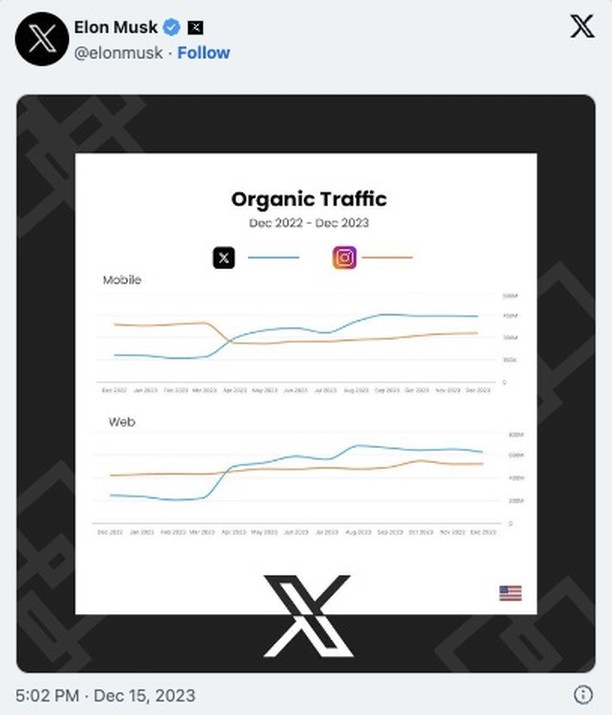 Elon Musk
@elonmusk · Follow
Organic Traffic
Dec 2022 - Dec 2023
Mobile
150M
0
Dec 2022 Jan 2023 Feb 2023 Mar 2023 Apr 2023 May 2023 Jun 2023 Jul 2023 Aug 2023 Sep 2023 Oct 2023 Nov 2023 Dec 2023
Web
800M
600M
400M
200M
0
Dec 2022 Jan 2023 Feb 2023 Mar 2023 Apr 2023 May 2023 Jun 2023 Jul 2023 Aug 2023 Sep 2023 Oct 2023 Nov 2023 Dec 2023
5:02 PM · Dec 15, 2023